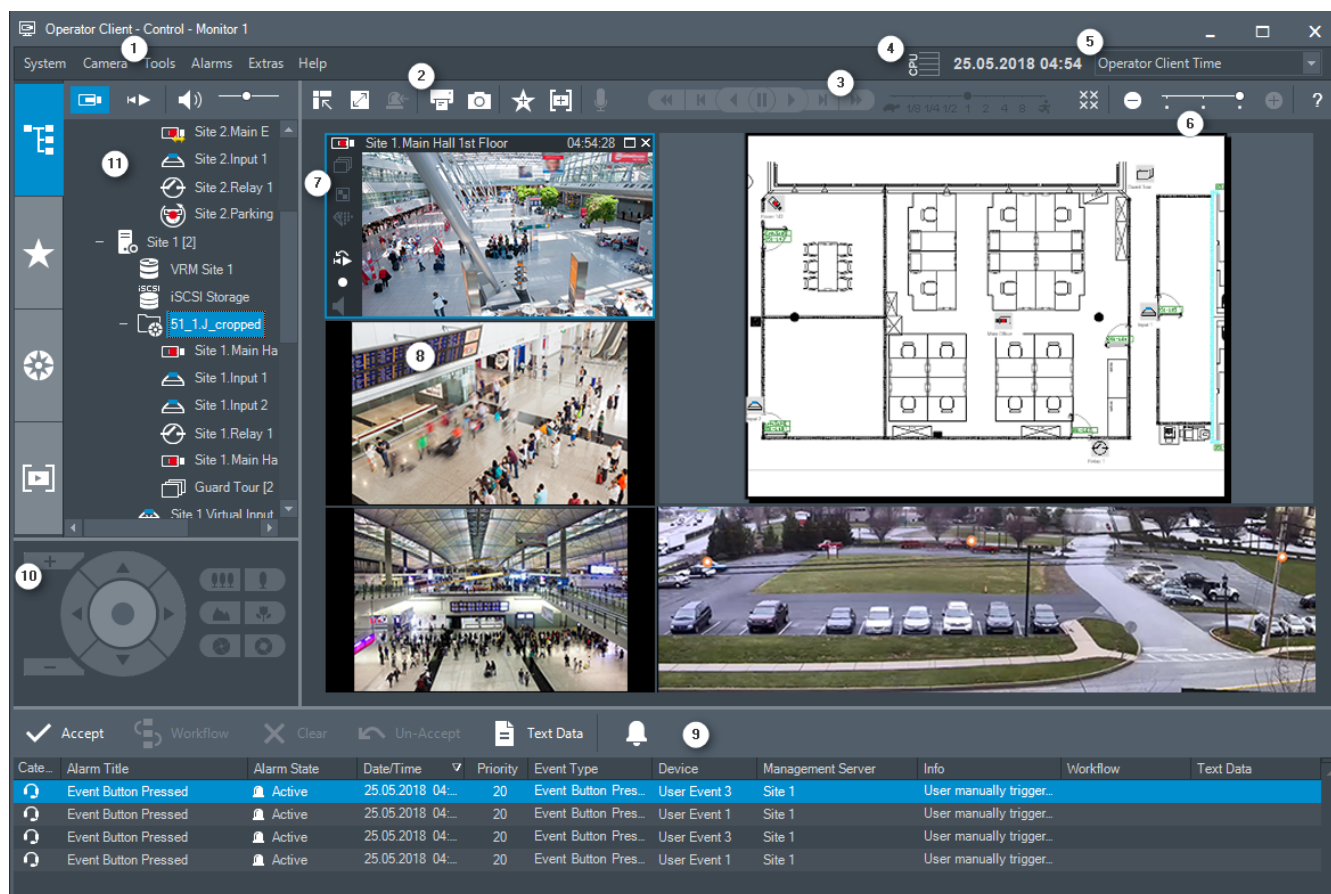 Operator Client - Control - Monitor 1
1
4
5
System Camera Tools Alarms Extras Help
CPU
25.05.2018 04:54
Operator Client Time
2
3
1/8 1/4 1/2 1 2 4 8
?
6
Site 2.Main E
11
Site 2.Input 1
Site 2.Relay 1
Site 2.Parking
Site 1 [2]
VRM Site 1
iSCSI
iSCSI Storage
51_1.J_cropped
Site 1.Main Ha
Site 1.Input 1
Site 1.Input 2
Site 1.Relay 1
Site 1.Main Ha
Guard Tour [2
Site 1 Virtual Input
Site 1.Main Hall 1st Floor 04:54:28
7
8
Guard Tour
Main Office
Input 1
Input 2
Relay 1
10
Accept Workflow Clear Un-Accept Text Data
9
Cate... Alarm Title Alarm State Date/Time Priority Event Type Device Management Server Info Workflow Text Data
Event Button Pressed Active 25.05.2018 04:... 20 Event Button Pres... User Event 3 Site 1 User manually trigger...
Event Button Pressed Active 25.05.2018 04:... 20 Event Button Pres... User Event 1 Site 1 User manually trigger...
Event Button Pressed Active 25.05.2018 04:... 20 Event Button Pres... User Event 3 Site 1 User manually trigger...
Event Button Pressed Active 25.05.2018 04:... 20 Event Button Pres... User Event 1 Site 1 User manually trigger...